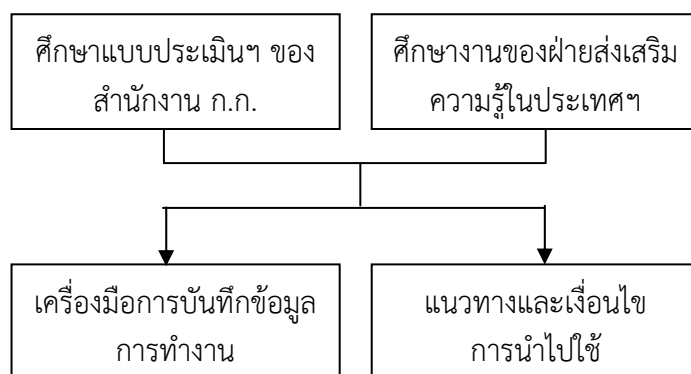 ศึกษาแบบประเมินฯ ของ
สำนักงาน ก.ก.
ศึกษางานของฝ่ายส่งเสริม
ความรู้ในประเทศฯ
เครื่องมือการบันทึกข้อมูล
การทำงาน
แนวทางและเงื่อนไข
การนำไปใช้